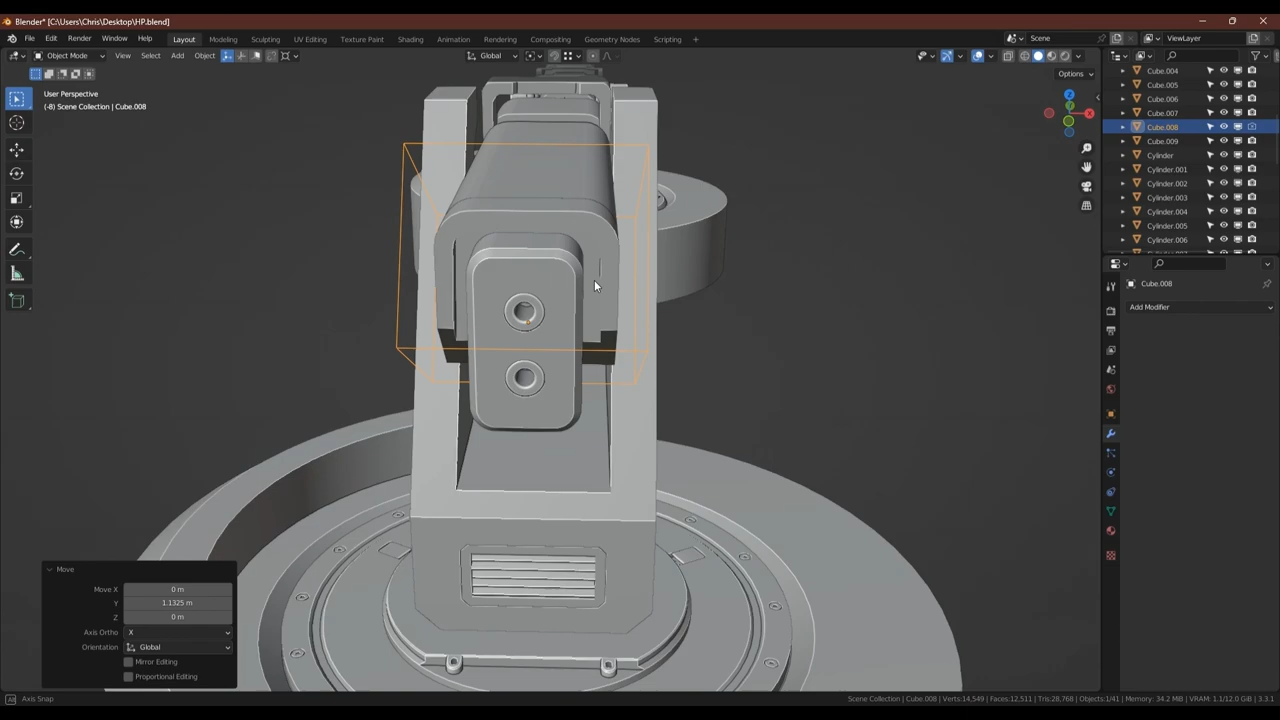 Blender* [C:\Users\Chris\Desktop\HP.blend]
File Edit Render Window Help Layout Modeling Sculpting UV Editing Texture Paint Shading Animation Rendering Compositing Geometry Nodes Scripting + Scene ViewLayer
Object Mode View Select Add Object Global
Options
User Perspective
(-8) Scene Collection | Cube.008
Z
X
Cube.004
Cube.005
Cube.006
Cube.007
Cube.008
Cube.009
Cylinder
Cylinder.001
Cylinder.002
Cylinder.003
Cylinder.004
Cylinder.005
Cylinder.006
Cube.008
Add Modifier
Move
Move X 0 m
Y 1.1325 m
Z 0 m
Axis Ortho X
Orientation Global
Mirror Editing
Proportional Editing
Axis Snap
Scene Collection | Cube.008 | Verts:14,549 | Faces:12,511 | Tris:28,768 | Objects:1/41 | Memory: 34.2 MiB | VRAM: 1.1/12.0 GiB | 3.3.1